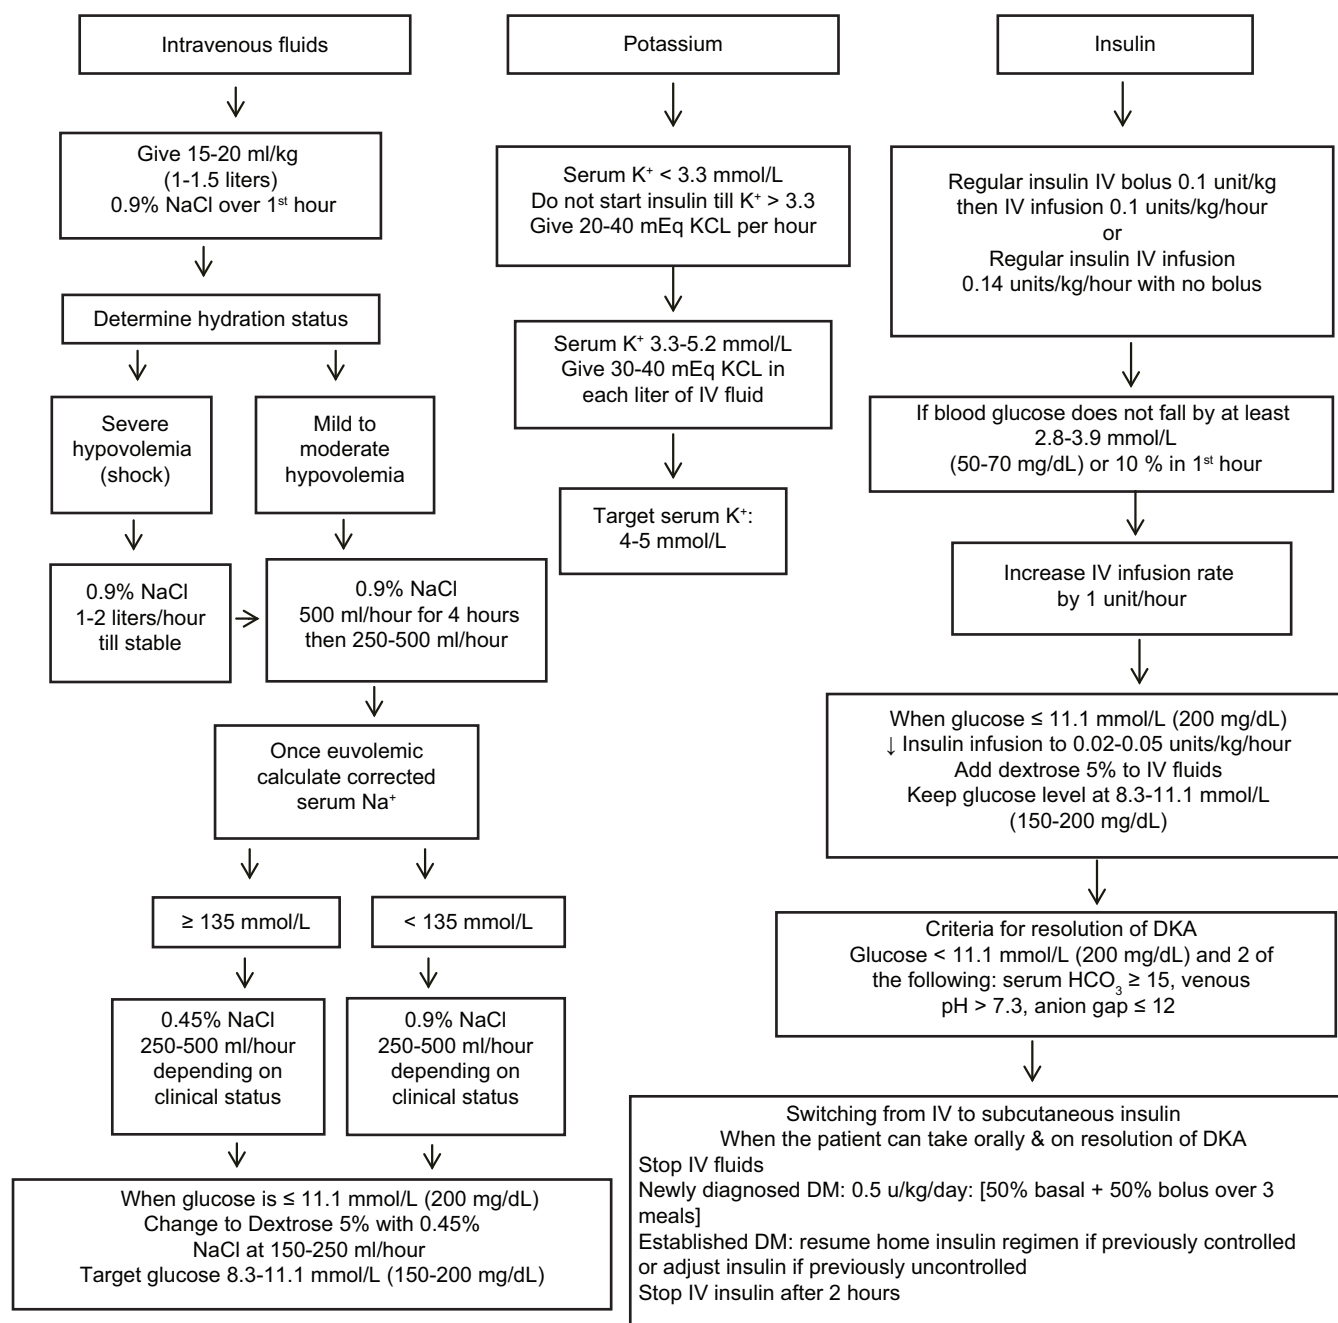 Intravenous fluids
Give 15-20 ml/kg
(1-1.5 liters)
0.9% NaCl over 1st hour
Determine hydration status
Severe
hypovolemia
(shock)
Mild to
moderate
hypovolemia
0.9% NaCl
1-2 liters/hour
till stable
0.9% NaCl
500 ml/hour for 4 hours
then 250-500 ml/hour
Once euvolemic
calculate corrected
serum Na+
≥ 135 mmol/L
< 135 mmol/L
0.45% NaCl
250-500 ml/hour
depending on
clinical status
0.9% NaCl
250-500 ml/hour
depending on
clinical status
When glucose is ≤ 11.1 mmol/L (200 mg/dL)
Change to Dextrose 5% with 0.45%
NaCl at 150-250 ml/hour
Target glucose 8.3-11.1 mmol/L (150-200 mg/dL)
Potassium
Serum K+ < 3.3 mmol/L
Do not start insulin till K+ > 3.3
Give 20-40 mEq KCL per hour
Serum K+ 3.3-5.2 mmol/L
Give 30-40 mEq KCL in
each liter of IV fluid
Target serum K+:
4-5 mmol/L
Insulin
Regular insulin IV bolus 0.1 unit/kg
then IV infusion 0.1 units/kg/hour
or
Regular insulin IV infusion
0.14 units/kg/hour with no bolus
If blood glucose does not fall by at least
2.8-3.9 mmol/L
(50-70 mg/dL) or 10 % in 1st hour
Increase IV infusion rate
by 1 unit/hour
When glucose ≤ 11.1 mmol/L (200 mg/dL)
↓ Insulin infusion to 0.02-0.05 units/kg/hour
Add dextrose 5% to IV fluids
Keep glucose level at 8.3-11.1 mmol/L
(150-200 mg/dL)
Criteria for resolution of DKA
Glucose < 11.1 mmol/L (200 mg/dL) and 2 of
the following: serum HCO3 ≥ 15, venous
pH > 7.3, anion gap ≤ 12
Switching from IV to subcutaneous insulin
When the patient can take orally & on resolution of DKA
Stop IV fluids
Newly diagnosed DM: 0.5 u/kg/day: [50% basal + 50% bolus over 3
meals]
Established DM: resume home insulin regimen if previously controlled
or adjust insulin if previously uncontrolled
Stop IV insulin after 2 hours